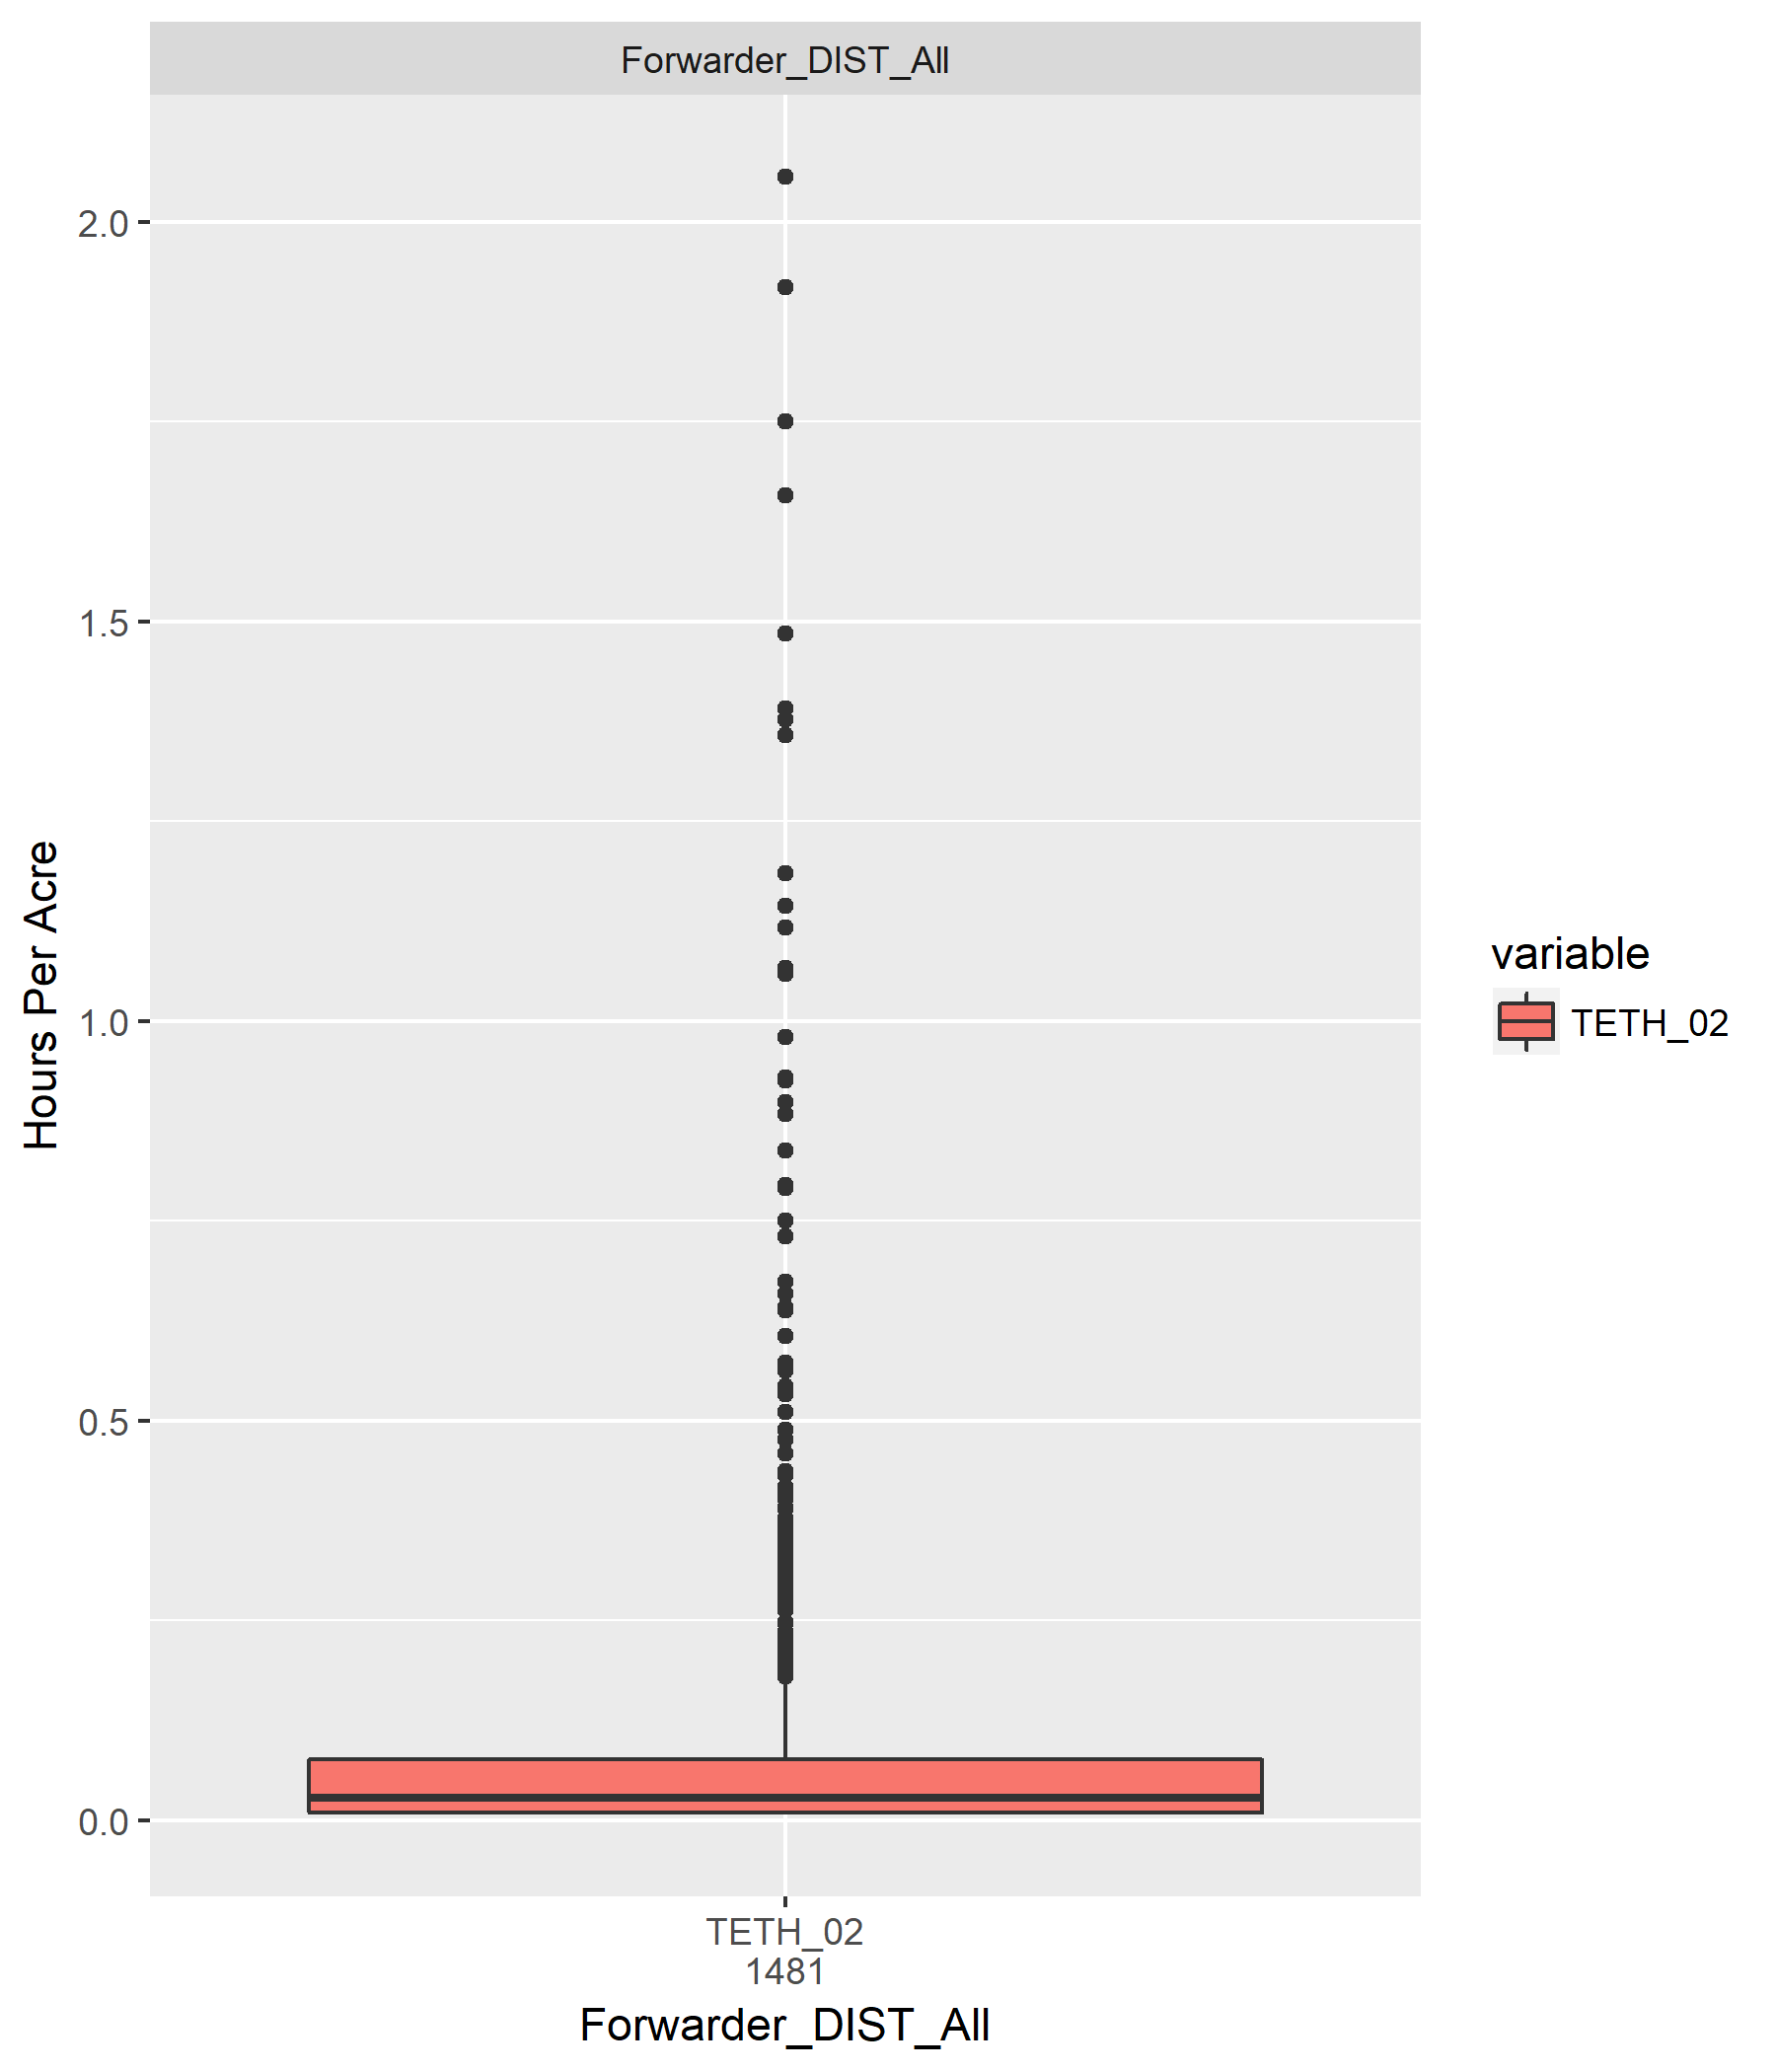 Forwarder_DIST_All
2.0
1.5
1.0
0.5
0.0
Hours Per Acre
TETH_02
1481
Forwarder_DIST_All
variable
TETH_02